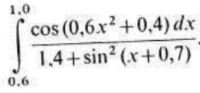 1,0
∫ cos (0,6x² + 0,4) dx / 1,4 + sin² (x + 0,7)
0.6